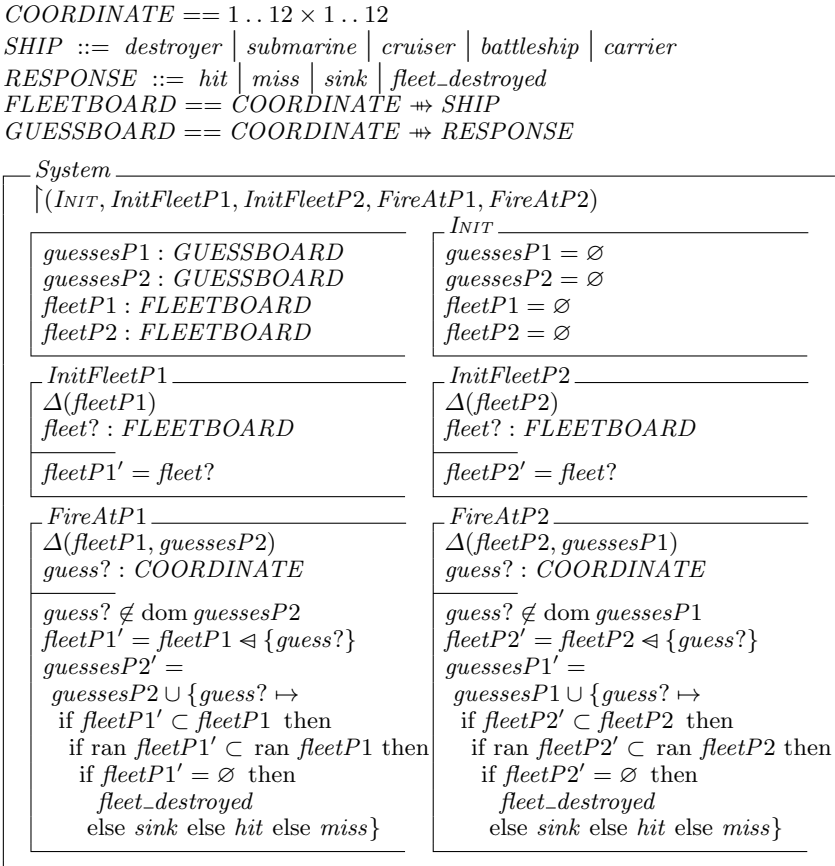 COORDINATE == 1 . . 12 × 1 . . 12
SHIP ::= destroyer | submarine | cruiser | battleship | carrier
RESPONSE ::= hit | miss | sink | fleet_destroyed
FLEETBOARD == COORDINATE ⇻ SHIP
GUESSBOARD == COORDINATE ⇻ RESPONSE
System
↾(INIT, InitFleetP1, InitFleetP2, FireAtP1, FireAtP2)
guessesP1 : GUESSBOARD
guessesP2 : GUESSBOARD
fleetP1 : FLEETBOARD
fleetP2 : FLEETBOARD
INIT
guessesP1 = ∅
guessesP2 = ∅
fleetP1 = ∅
fleetP2 = ∅
InitFleetP1
Δ(fleetP1)
fleet? : FLEETBOARD
fleetP1′ = fleet?
InitFleetP2
Δ(fleetP2)
fleet? : FLEETBOARD
fleetP2′ = fleet?
FireAtP1
Δ(fleetP1, guessesP2)
guess? : COORDINATE
guess? ∉ dom guessesP2
fleetP1′ = fleetP1 ⩤ {guess?}
guessesP2′ =
guessesP2 ∪ {guess? ↦
if fleetP1′ ⊂ fleetP1 then
if ran fleetP1′ ⊂ ran fleetP1 then
if fleetP1′ = ∅ then
fleet_destroyed
else sink else hit else miss}
FireAtP2
Δ(fleetP2, guessesP1)
guess? : COORDINATE
guess? ∉ dom guessesP1
fleetP2′ = fleetP2 ⩤ {guess?}
guessesP1′ =
guessesP1 ∪ {guess? ↦
if fleetP2′ ⊂ fleetP2 then
if ran fleetP2′ ⊂ ran fleetP2 then
if fleetP2′ = ∅ then
fleet_destroyed
else sink else hit else miss}